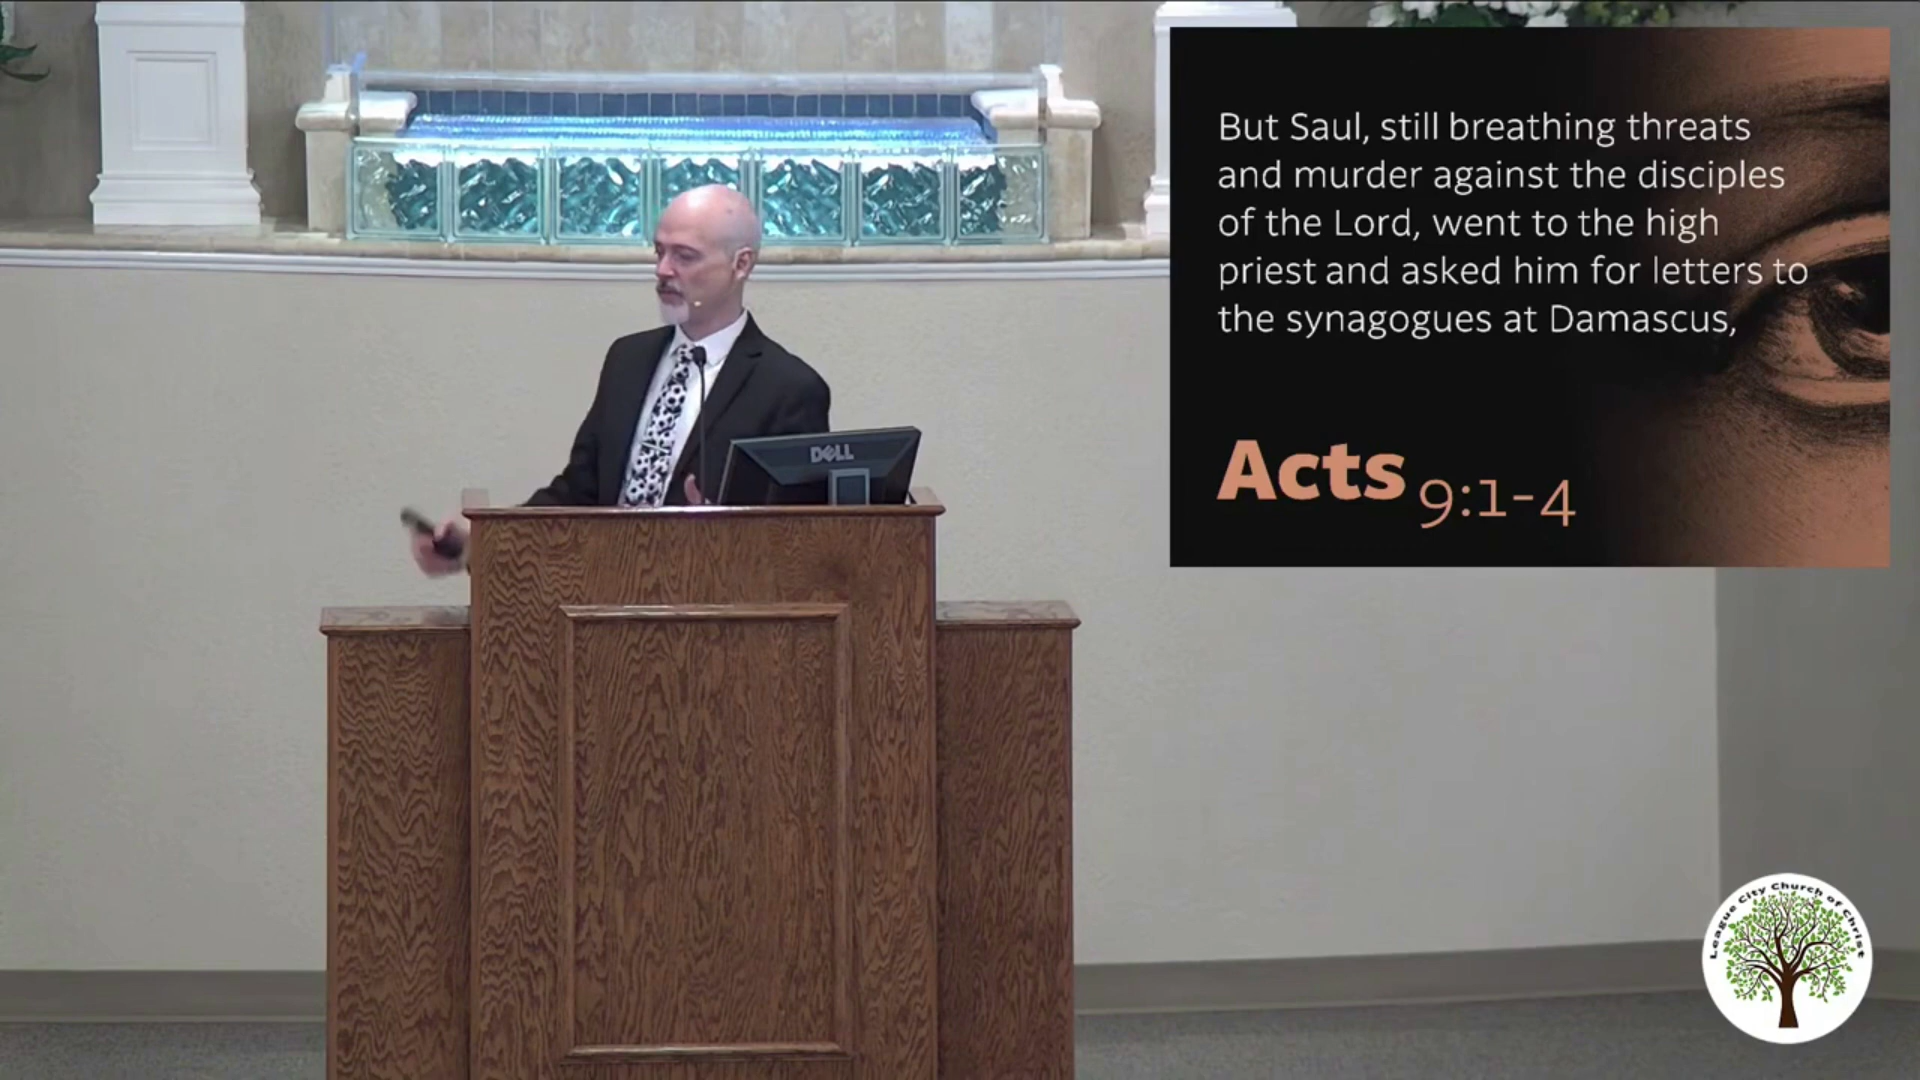 But Saul, still breathing threats
and murder against the disciples
of the Lord, went to the high
priest and asked him for letters to
the synagogues at Damascus,
Acts 9:1-4
DELL
League City Church of Christ